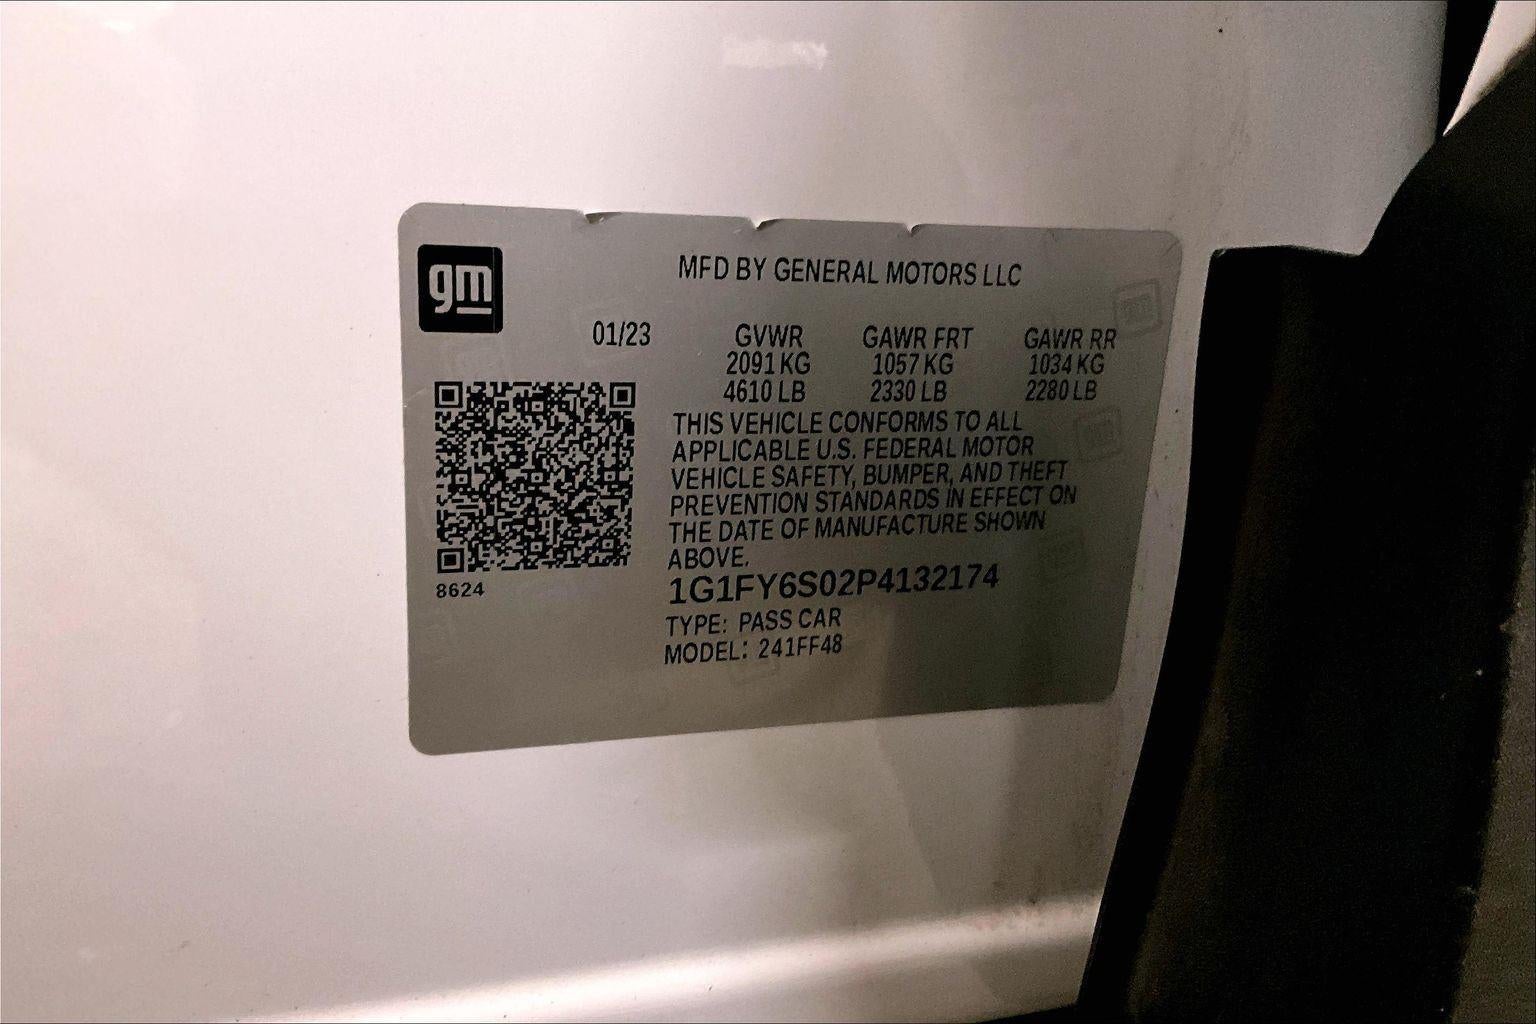 gm
MFD BY GENERAL MOTORS LLC
01/23 GVWR GAWR FRT GAWR RR
2091 KG 1057 KG 1034 KG
4610 LB 2330 LB 2280 LB
THIS VEHICLE CONFORMS TO ALL
APPLICABLE U.S. FEDERAL MOTOR
VEHICLE SAFETY, BUMPER, AND THEFT
PREVENTION STANDARDS IN EFFECT ON
THE DATE OF MANUFACTURE SHOWN
ABOVE.
8624
1G1FY6S02P4132174
TYPE: PASS CAR
MODEL: 241FF48